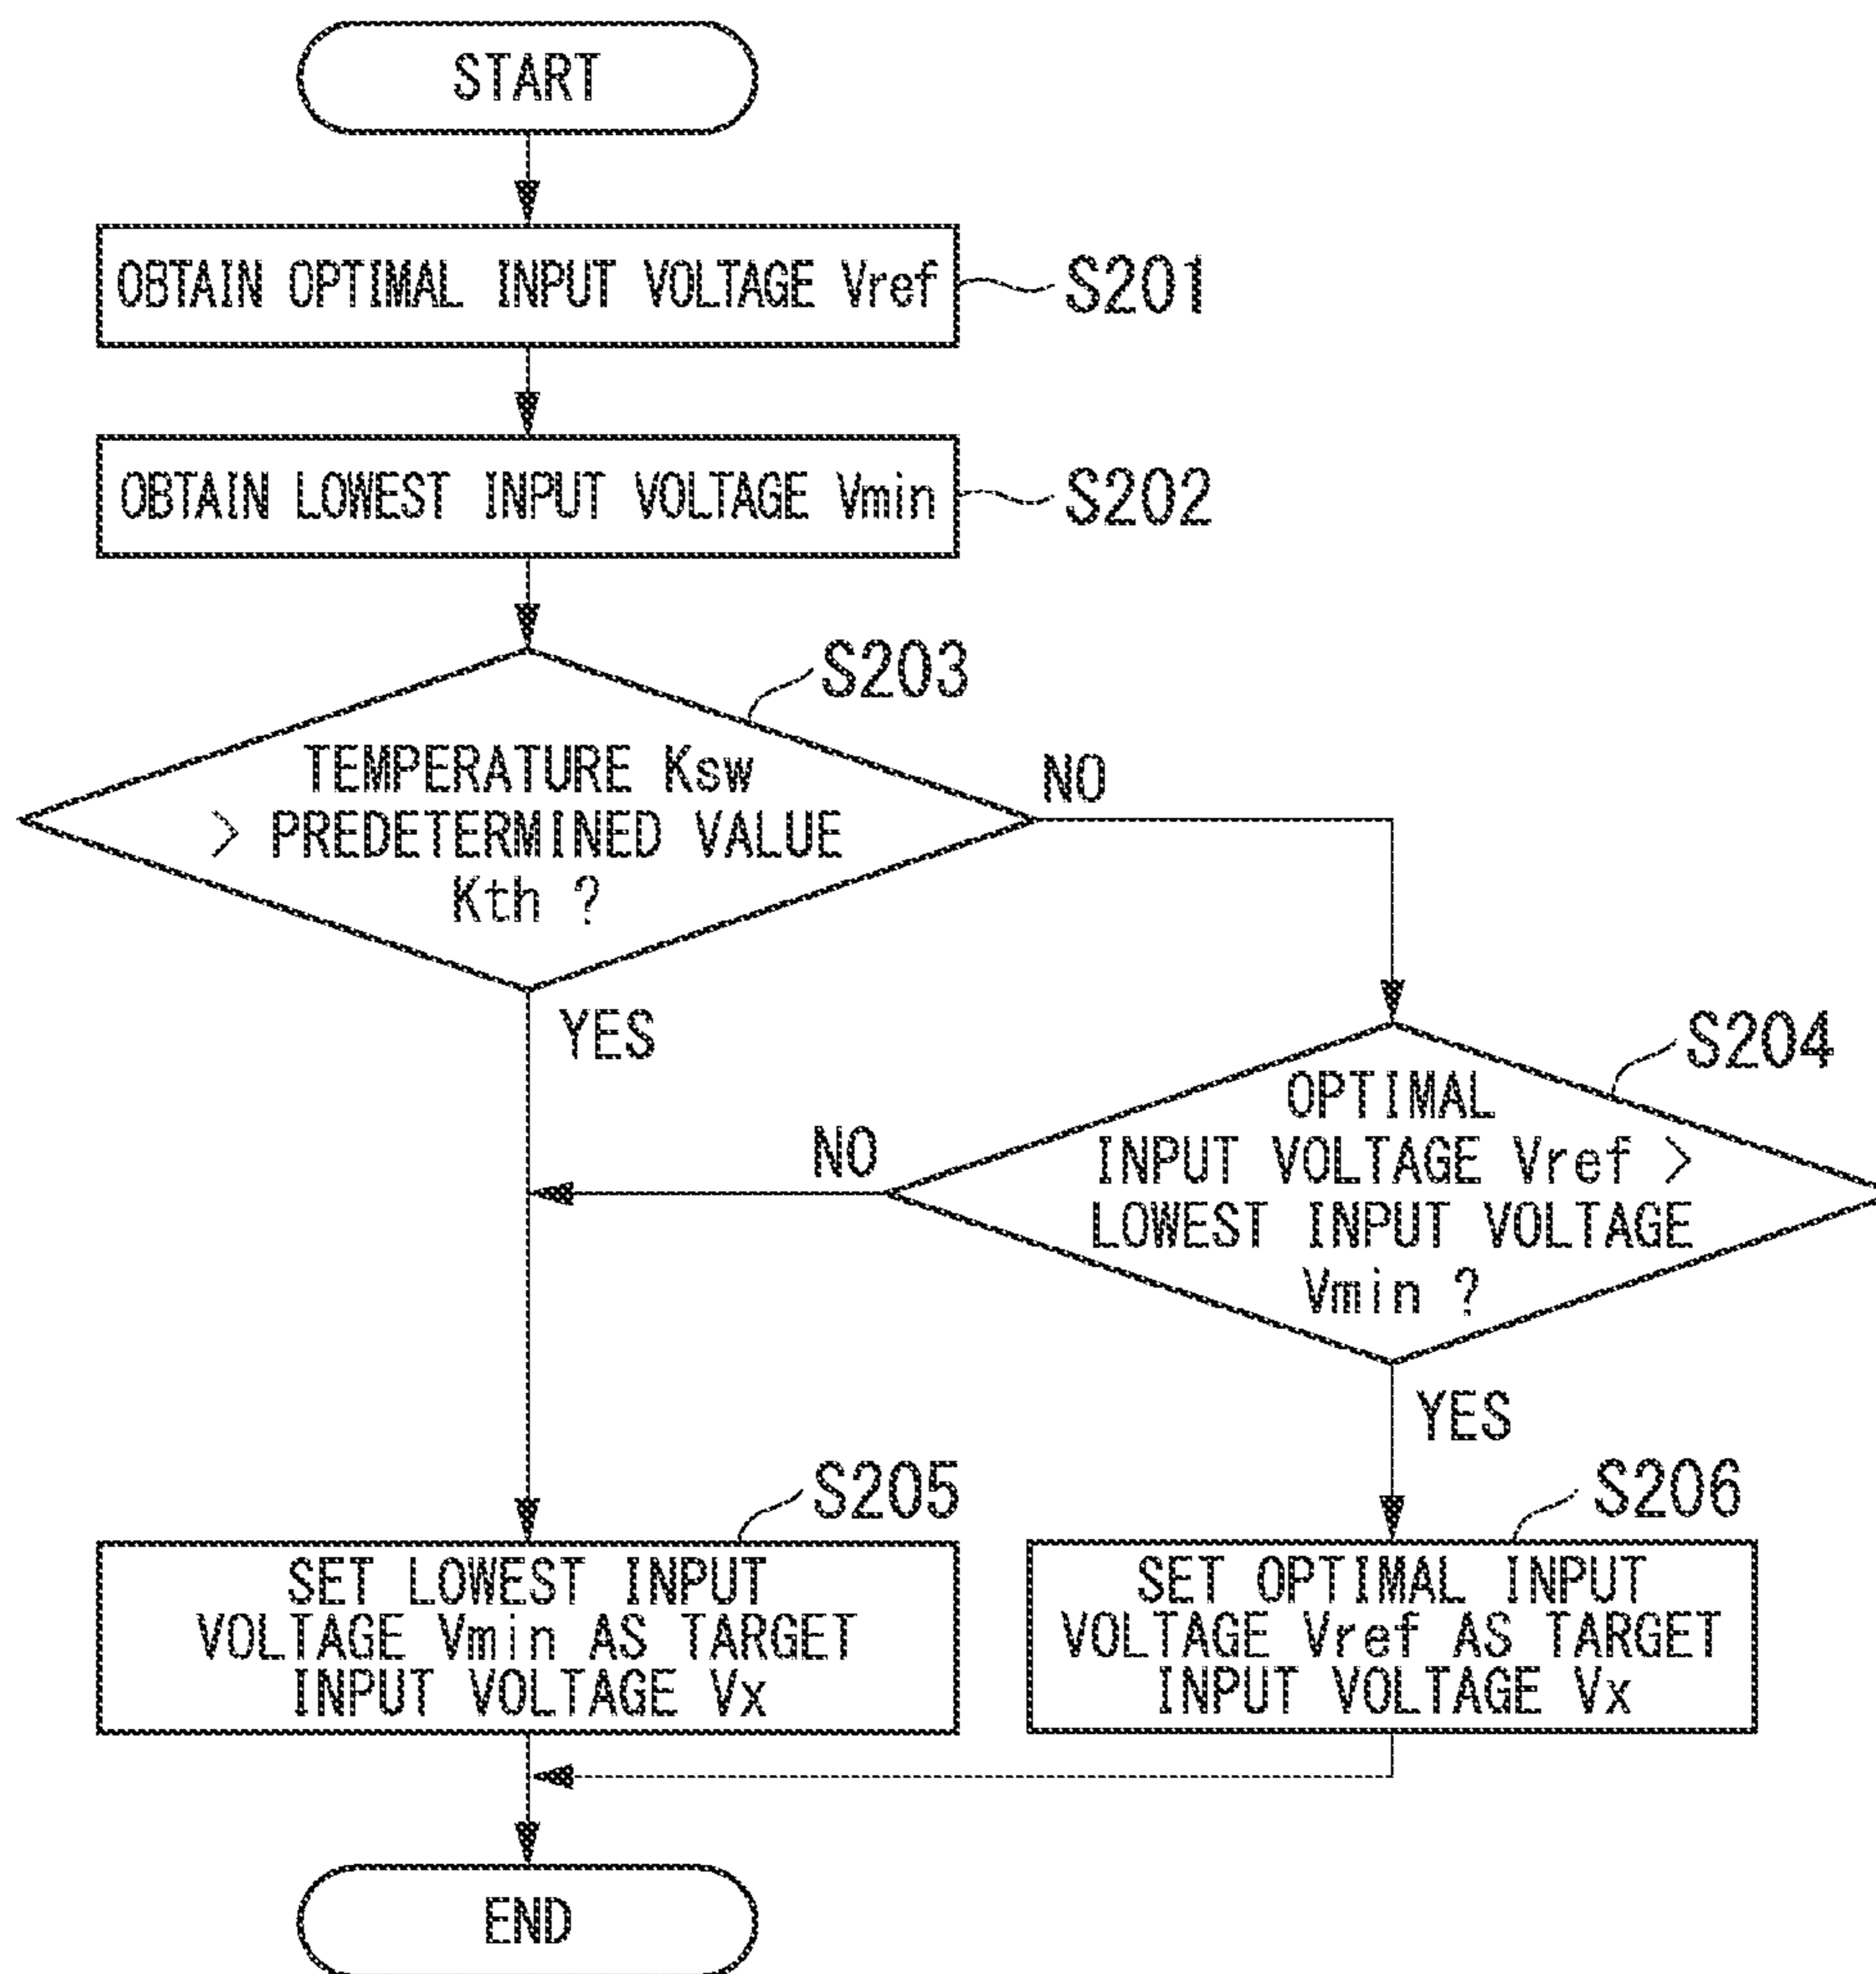 START
OBTAIN OPTIMAL INPUT VOLTAGE Vref
S201
OBTAIN LOWEST INPUT VOLTAGE Vmin
S202
S203
TEMPERATURE Ksw
> PREDETERMINED VALUE
Kth ?
NO
YES
S204
OPTIMAL
INPUT VOLTAGE Vref >
LOWEST INPUT VOLTAGE
Vmin ?
NO
YES
S205
SET LOWEST INPUT
VOLTAGE Vmin AS TARGET
INPUT VOLTAGE Vx
S206
SET OPTIMAL INPUT
VOLTAGE Vref AS TARGET
INPUT VOLTAGE Vx
END